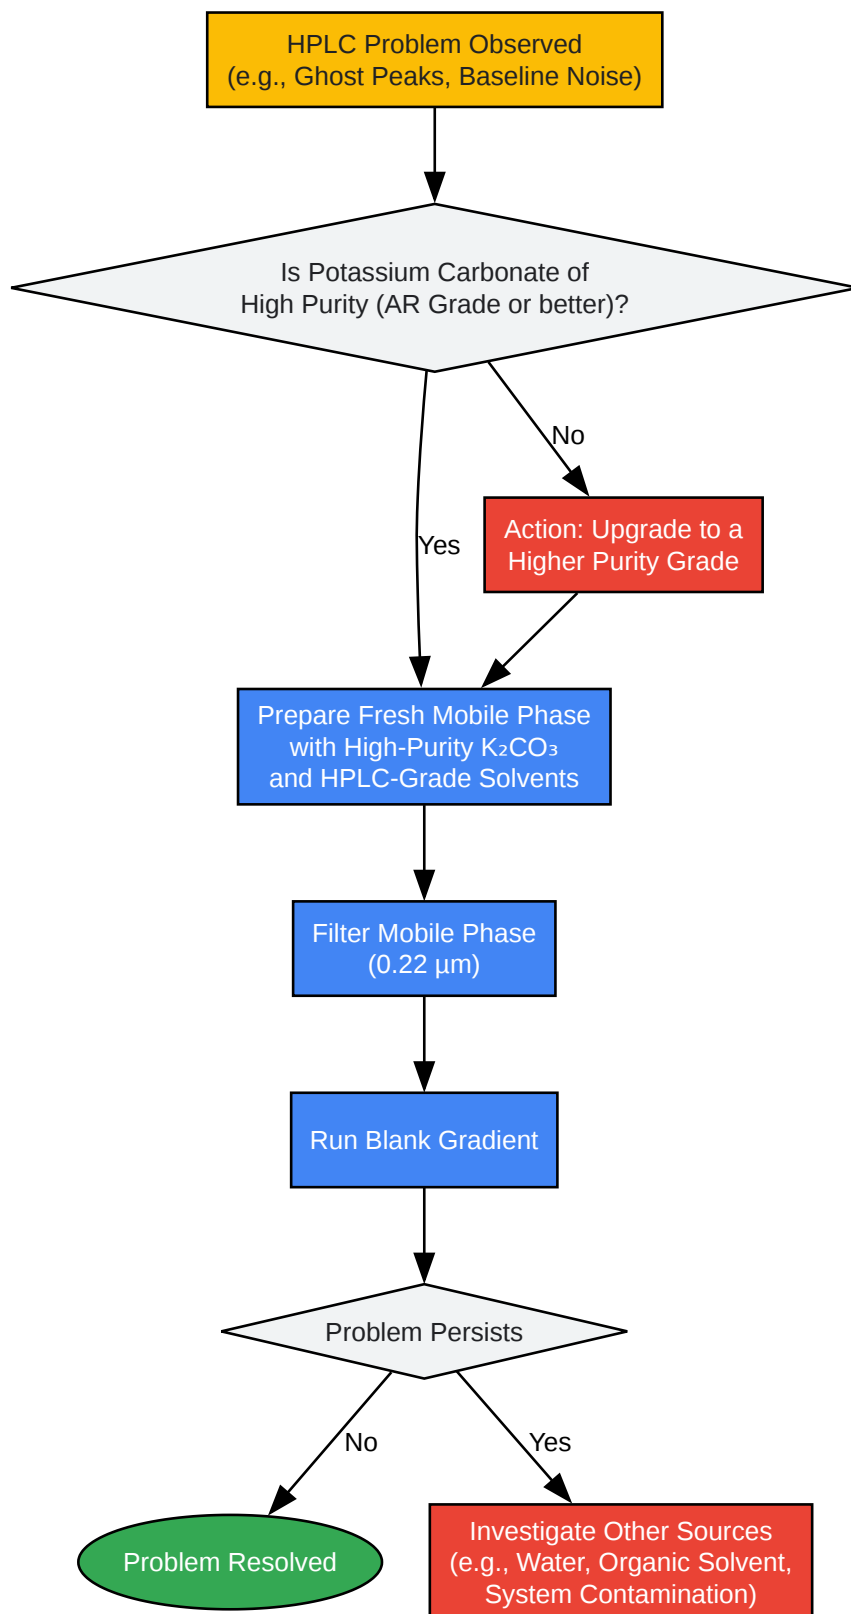 HPLC Problem Observed
(e.g., Ghost Peaks, Baseline Noise)
Is Potassium Carbonate of
High Purity (AR Grade or better)?
No
Yes
Action: Upgrade to a
Higher Purity Grade
Prepare Fresh Mobile Phase
with High-Purity K₂CO₃
and HPLC-Grade Solvents
Filter Mobile Phase
(0.22 µm)
Run Blank Gradient
Problem Persists
No
Yes
Problem Resolved
Investigate Other Sources
(e.g., Water, Organic Solvent,
System Contamination)